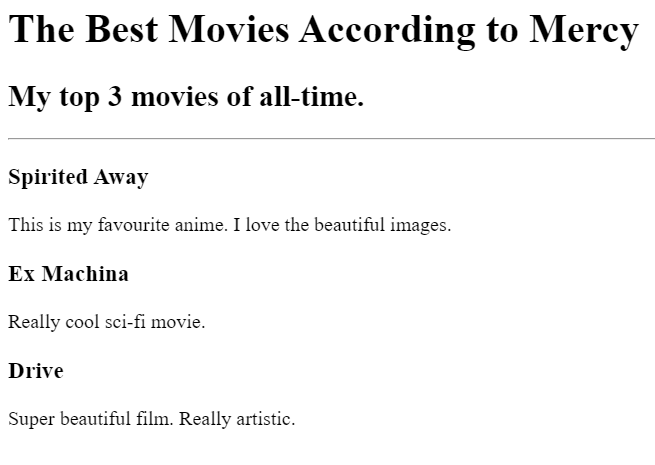 The Best Movies According to Mercy
My top 3 movies of all-time.
Spirited Away
This is my favourite anime. I love the beautiful images.
Ex Machina
Really cool sci-fi movie.
Drive
Super beautiful film. Really artistic.